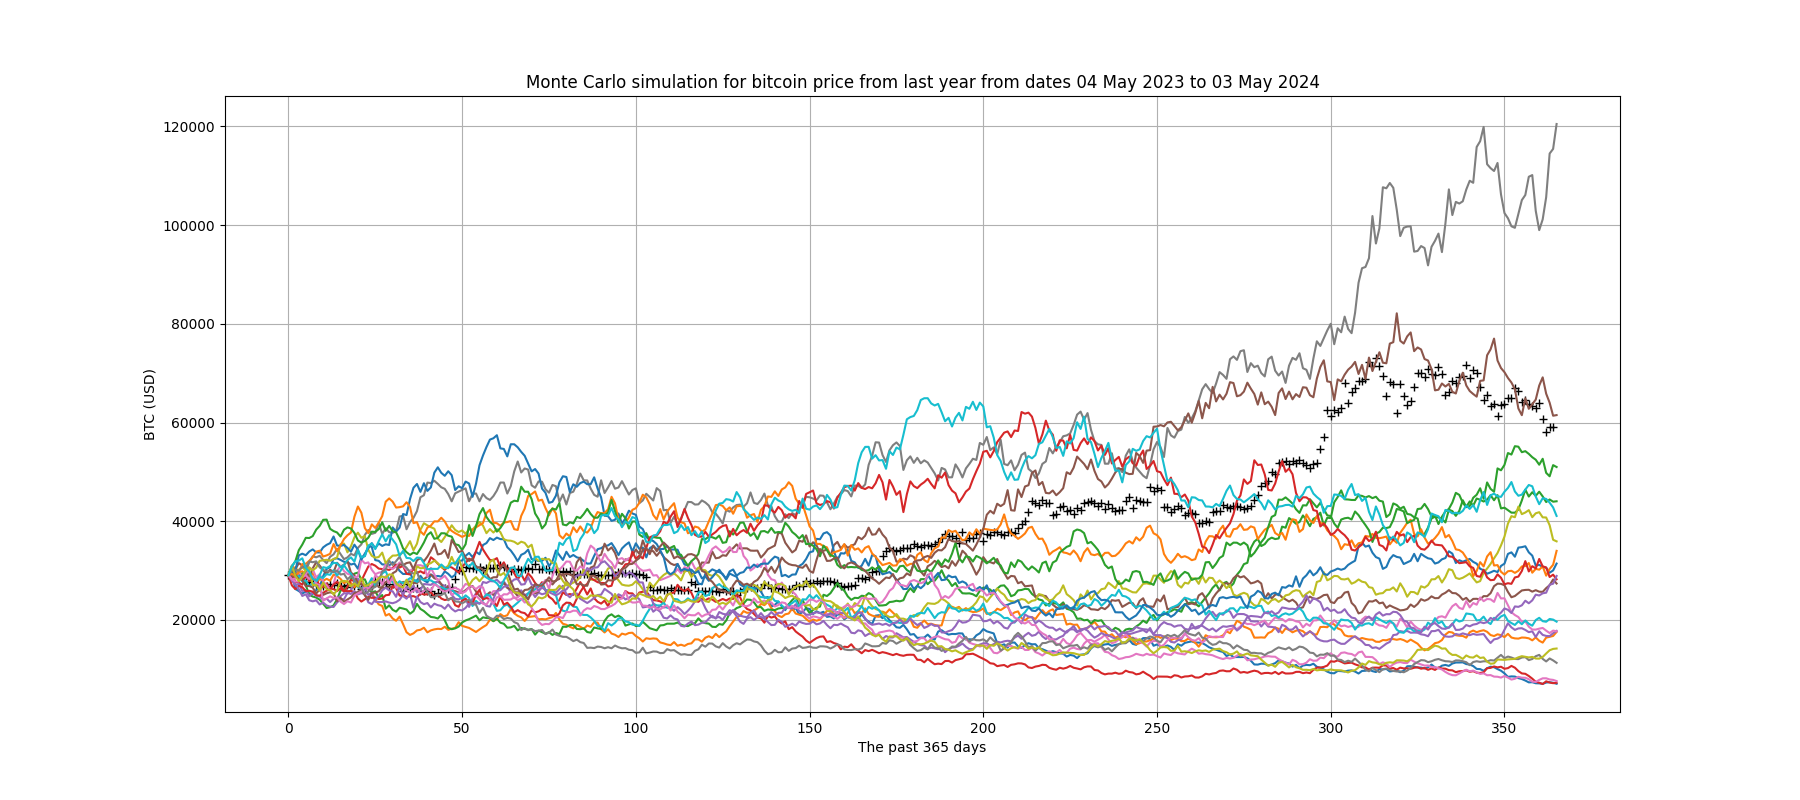 Monte Carlo simulation for bitcoin price from last year from dates 04 May 2023 to 03 May 2024
120000
100000
80000
60000
40000
20000
BTC (USD)
0 50 100 150 200 250 300 350
The past 365 days